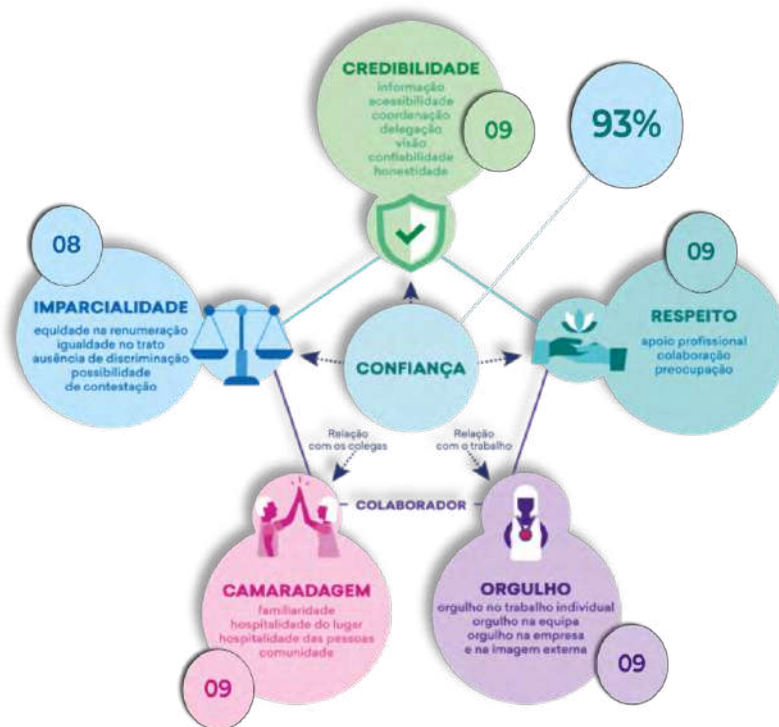 CREDIBILIDADE
informação
acessibilidade
coordenação
delegação
visão
confiabilidade
honestidade
09
93%
08
IMPARCIALIDADE
equidade na renumeração
igualdade no trato
ausência de discriminação
possibilidade
de contestação
09
RESPEITO
apoio profissional
colaboração
preocupação
CONFIANÇA
Relação
com os colegas
Relação
com o trabalho
COLABORADOR
CAMARADAGEM
familiaridade
hospitalidade do lugar
hospitalidade das pessoas
comunidade
09
ORGULHO
orgulho no trabalho individual
orgulho na equipa
orgulho na empresa
e na imagem externa
09